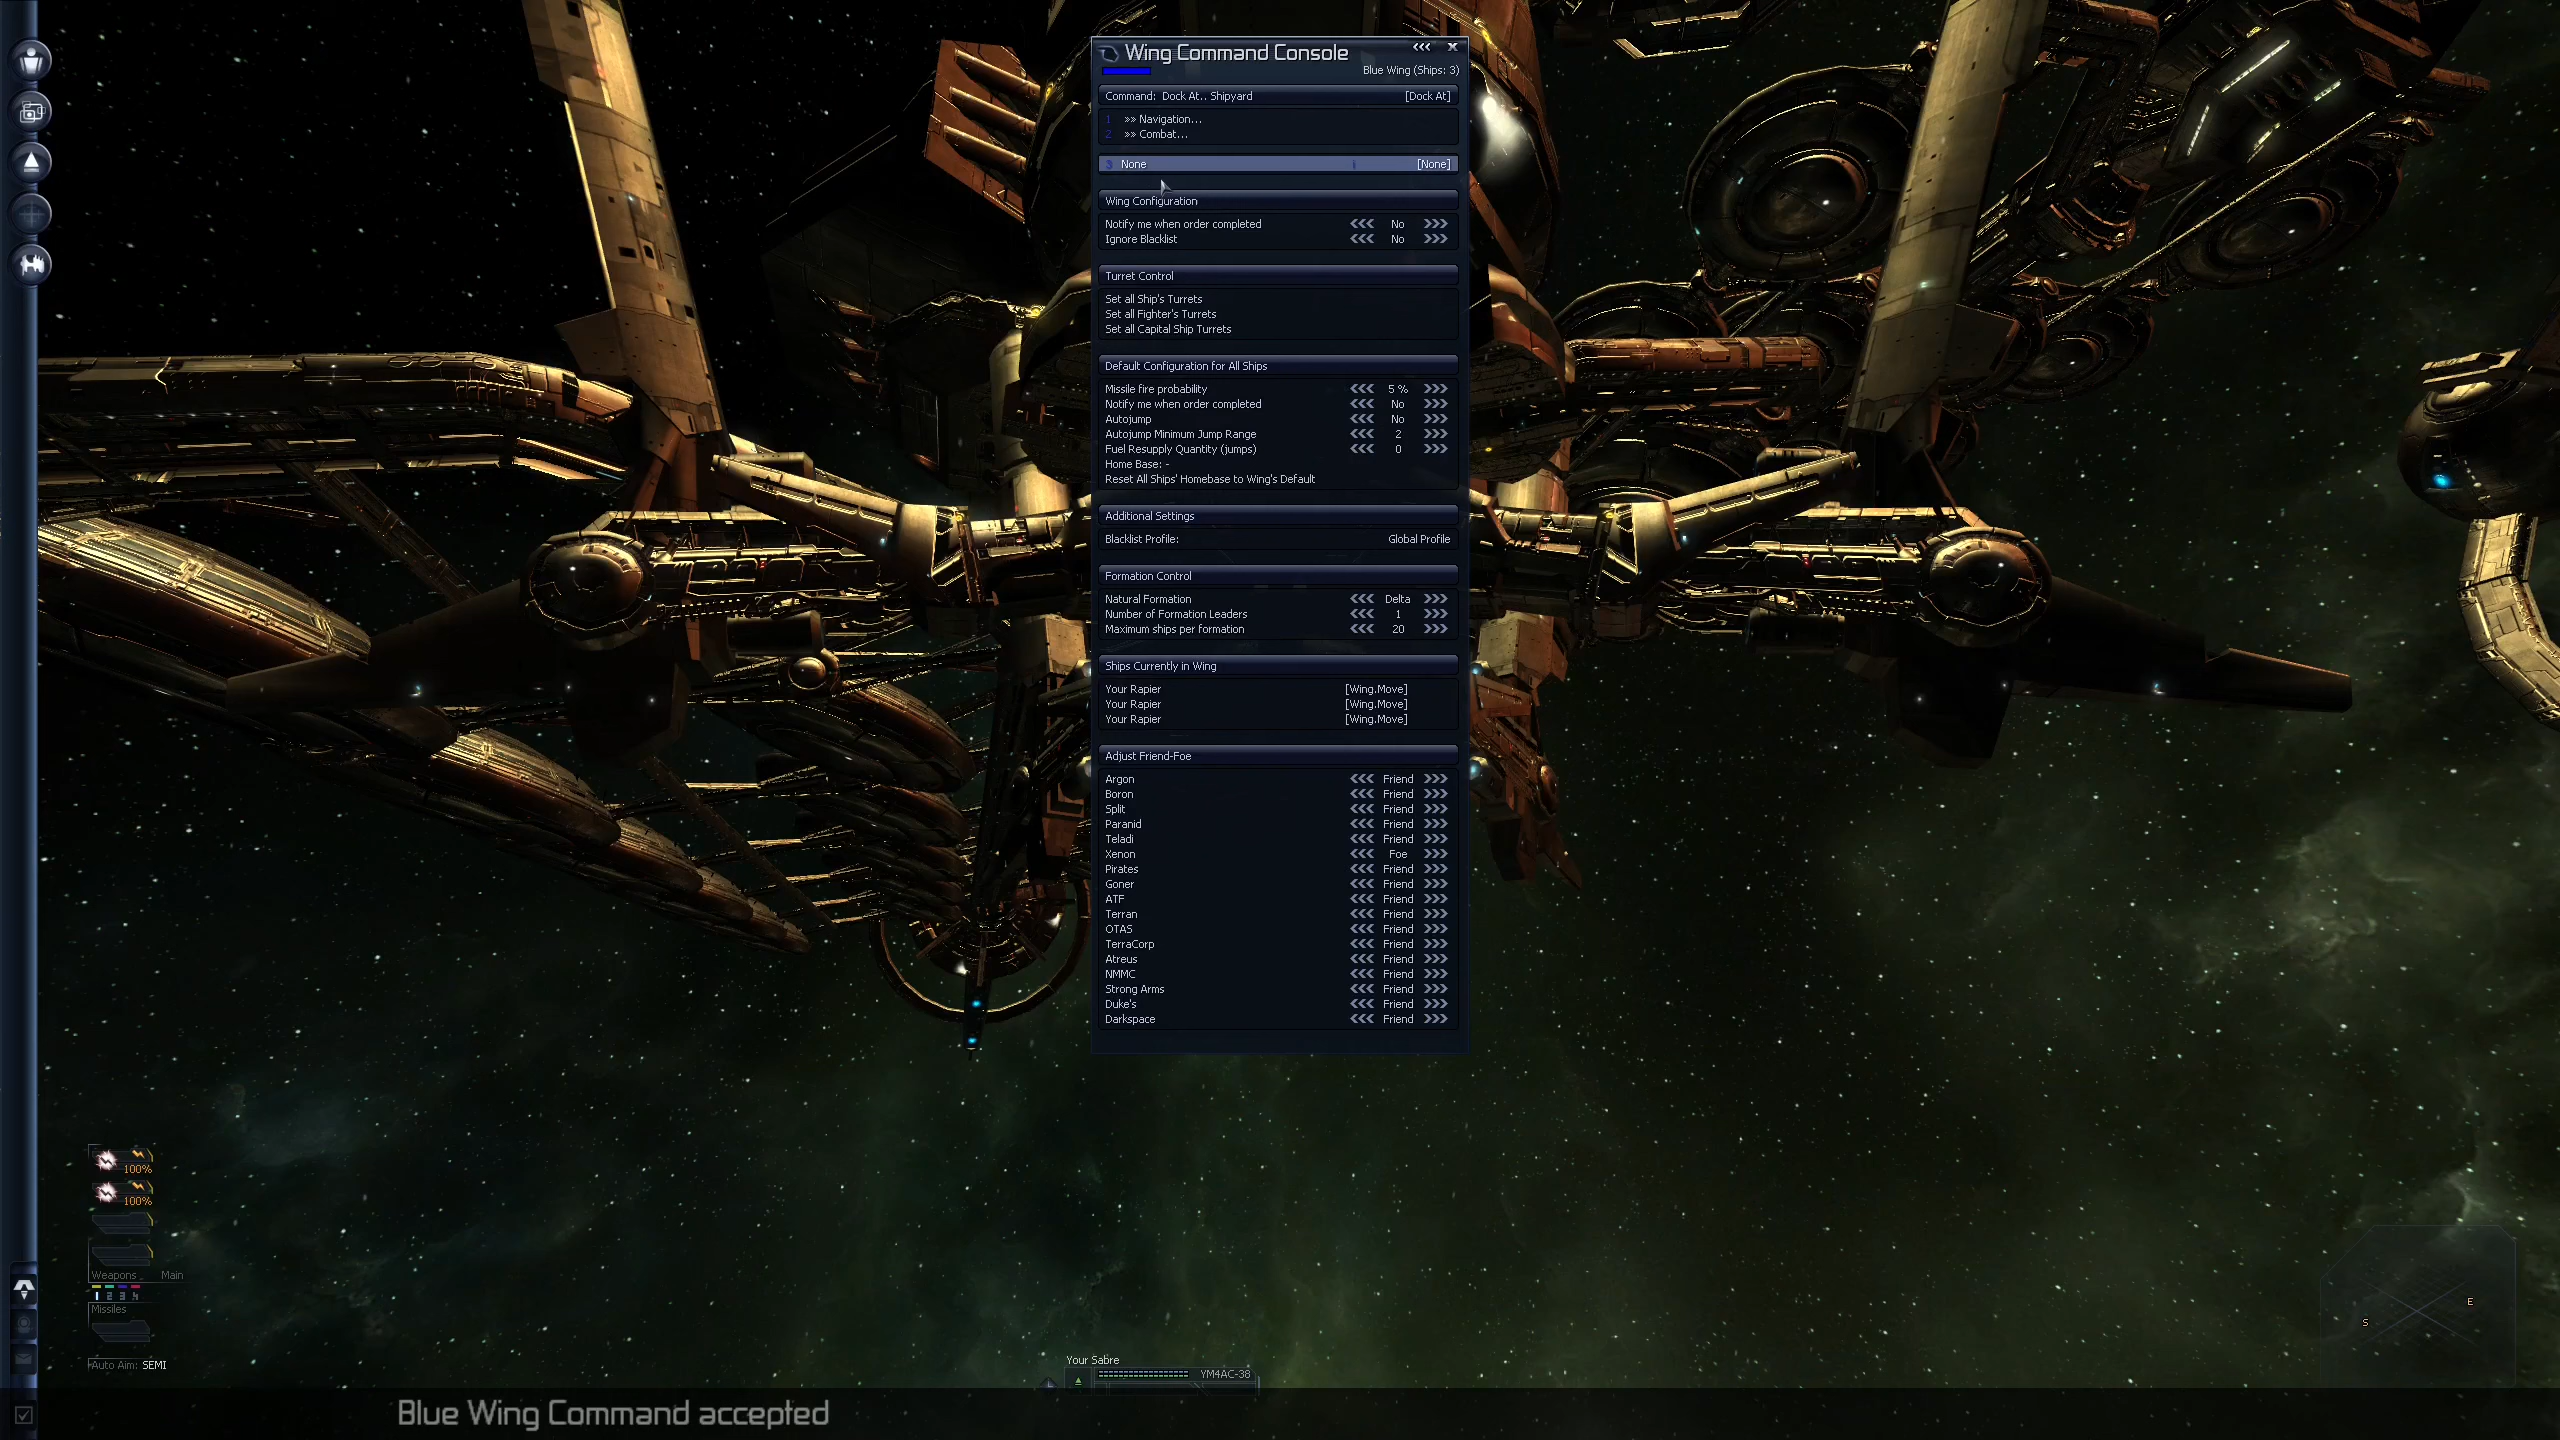 Wing Command Console
Blue Wing (Ships: 3)
Command: Dock At.. Shipyard [Dock At]
1 »» Navigation...
2 »» Combat...
3 None i [None]
Wing Configuration
Notify me when order completed <<< No >>>
Ignore Blacklist <<< No >>>
Turret Control
Set all Ship's Turrets
Set all Fighter's Turrets
Set all Capital Ship Turrets
Default Configuration for All Ships
Missile fire probability <<< 5 % >>>
Notify me when order completed <<< No >>>
Autojump <<< No >>>
Autojump Minimum Jump Range <<< 2 >>>
Fuel Resupply Quantity (jumps) <<< 0 >>>
Home Base: -
Reset All Ships' Homebase to Wing's Default
Additional Settings
Blacklist Profile: Global Profile
Formation Control
Natural Formation <<< Delta >>>
Number of Formation Leaders <<< 1 >>>
Maximum ships per formation <<< 20 >>>
Ships Currently in Wing
Your Rapier [Wing.Move]
Your Rapier [Wing.Move]
Your Rapier [Wing.Move]
Adjust Friend-Foe
Argon <<< Friend >>>
Boron <<< Friend >>>
Split <<< Friend >>>
Paranid <<< Friend >>>
Teladi <<< Friend >>>
Xenon <<< Foe >>>
Pirates <<< Friend >>>
Goner <<< Friend >>>
ATF <<< Friend >>>
Terran <<< Friend >>>
OTAS <<< Friend >>>
TerraCorp <<< Friend >>>
Atreus <<< Friend >>>
NMMC <<< Friend >>>
Strong Arms <<< Friend >>>
Duke's <<< Friend >>>
Darkspace <<< Friend >>>
100%
100%
Weapons Main
1 2 3 4
Missiles
Auto Aim: SEMI
E
S
Your Sabre
YM4AC-38
Blue Wing Command accepted